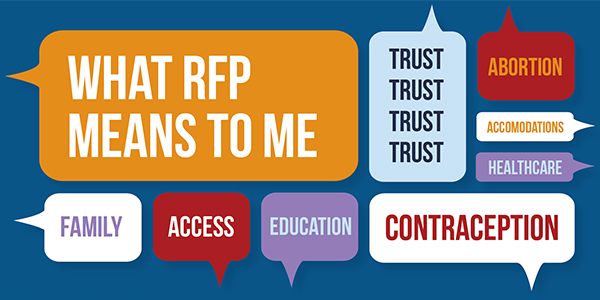 WHAT RFP
MEANS TO ME
TRUST
TRUST
TRUST
TRUST
ABORTION
ACCOMODATIONS
HEALTHCARE
FAMILY
ACCESS
EDUCATION
CONTRACEPTION